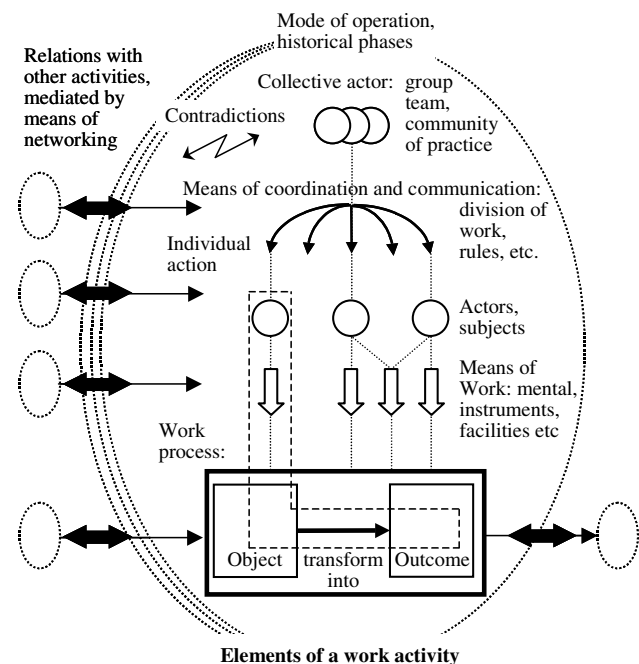 Mode of operation,
historical phases
Relations with
other activities,
mediated by
means of
networking
Collective actor: group
team,
community
of practice
Contradictions
Means of coordination and communication:
division of
work,
rules, etc.
Individual
action
Actors,
subjects
Means of
Work: mental,
instruments,
facilities etc
Work
process:
Object
transform
into
Outcome
Elements of a work activity